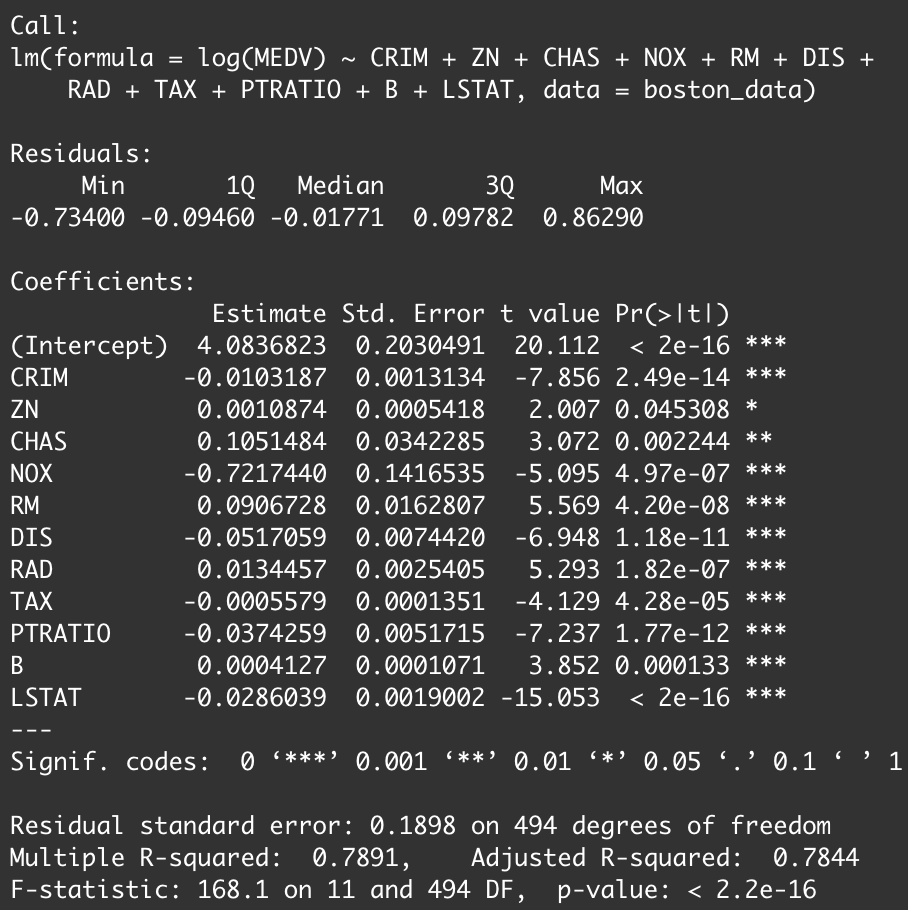 Call:
lm(formula = log(MEDV) ~ CRIM + ZN + CHAS + NOX + RM + DIS +
    RAD + TAX + PTRATIO + B + LSTAT, data = boston_data)

Residuals:
     Min       1Q   Median       3Q      Max
-0.73400 -0.09460 -0.01771  0.09782  0.86290

Coefficients:
              Estimate Std. Error t value Pr(>|t|)
(Intercept)  4.0836823  0.2030491  20.112  < 2e-16 ***
CRIM        -0.0103187  0.0013134  -7.856 2.49e-14 ***
ZN           0.0010874  0.0005418   2.007 0.045308 *
CHAS         0.1051484  0.0342285   3.072 0.002244 **
NOX         -0.7217440  0.1416535  -5.095 4.97e-07 ***
RM           0.0906728  0.0162807   5.569 4.20e-08 ***
DIS         -0.0517059  0.0074420  -6.948 1.18e-11 ***
RAD          0.0134457  0.0025405   5.293 1.82e-07 ***
TAX         -0.0005579  0.0001351  -4.129 4.28e-05 ***
PTRATIO     -0.0374259  0.0051715  -7.237 1.77e-12 ***
B            0.0004127  0.0001071   3.852 0.000133 ***
LSTAT       -0.0286039  0.0019002 -15.053  < 2e-16 ***
---
Signif. codes:  0 ‘***’ 0.001 ‘**’ 0.01 ‘*’ 0.05 ‘.’ 0.1 ‘ ’ 1

Residual standard error: 0.1898 on 494 degrees of freedom
Multiple R-squared:  0.7891,    Adjusted R-squared:  0.7844
F-statistic: 168.1 on 11 and 494 DF,  p-value: < 2.2e-16